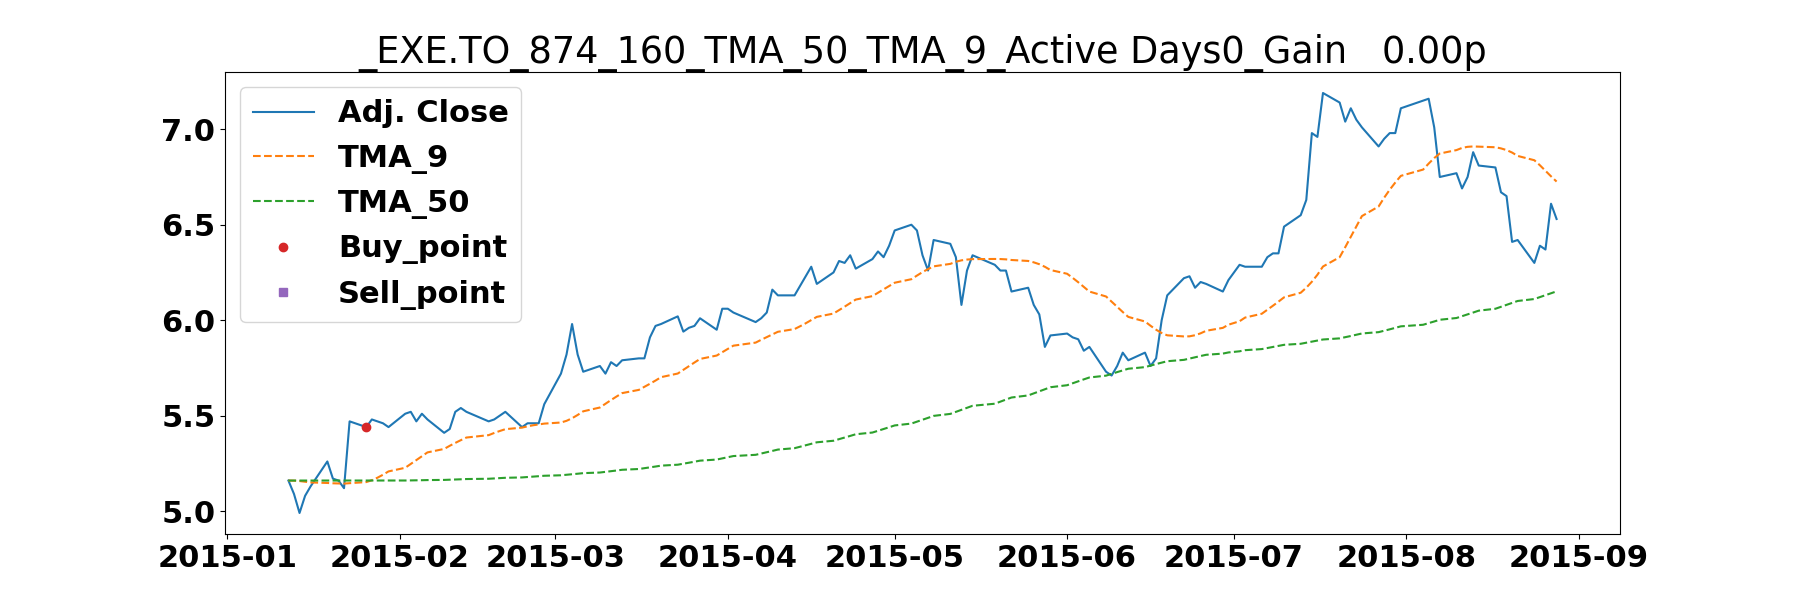 _EXE.TO_874_160_TMA_50_TMA_9_Active Days0_Gain   0.00p
Adj. Close
TMA_9
TMA_50
Buy_point
Sell_point
7.0
6.5
6.0
5.5
5.0
2015-01 2015-02 2015-03 2015-04 2015-05 2015-06 2015-07 2015-08 2015-09